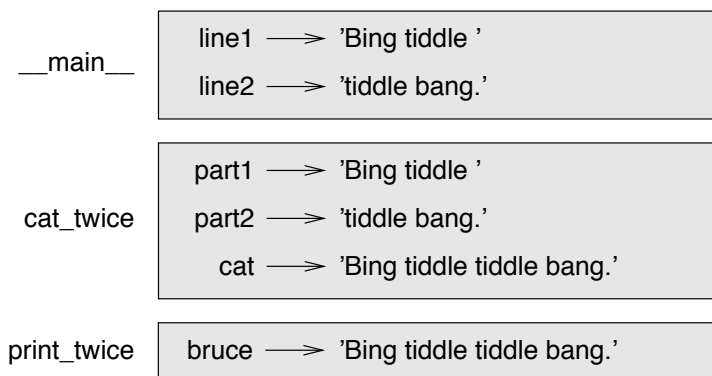 __main__
line1 ’Bing tiddle ’
line2 ’tiddle bang.’
cat_twice
part1 ’Bing tiddle ’
part2 ’tiddle bang.’
cat ’Bing tiddle tiddle bang.’
print_twice
bruce ’Bing tiddle tiddle bang.’